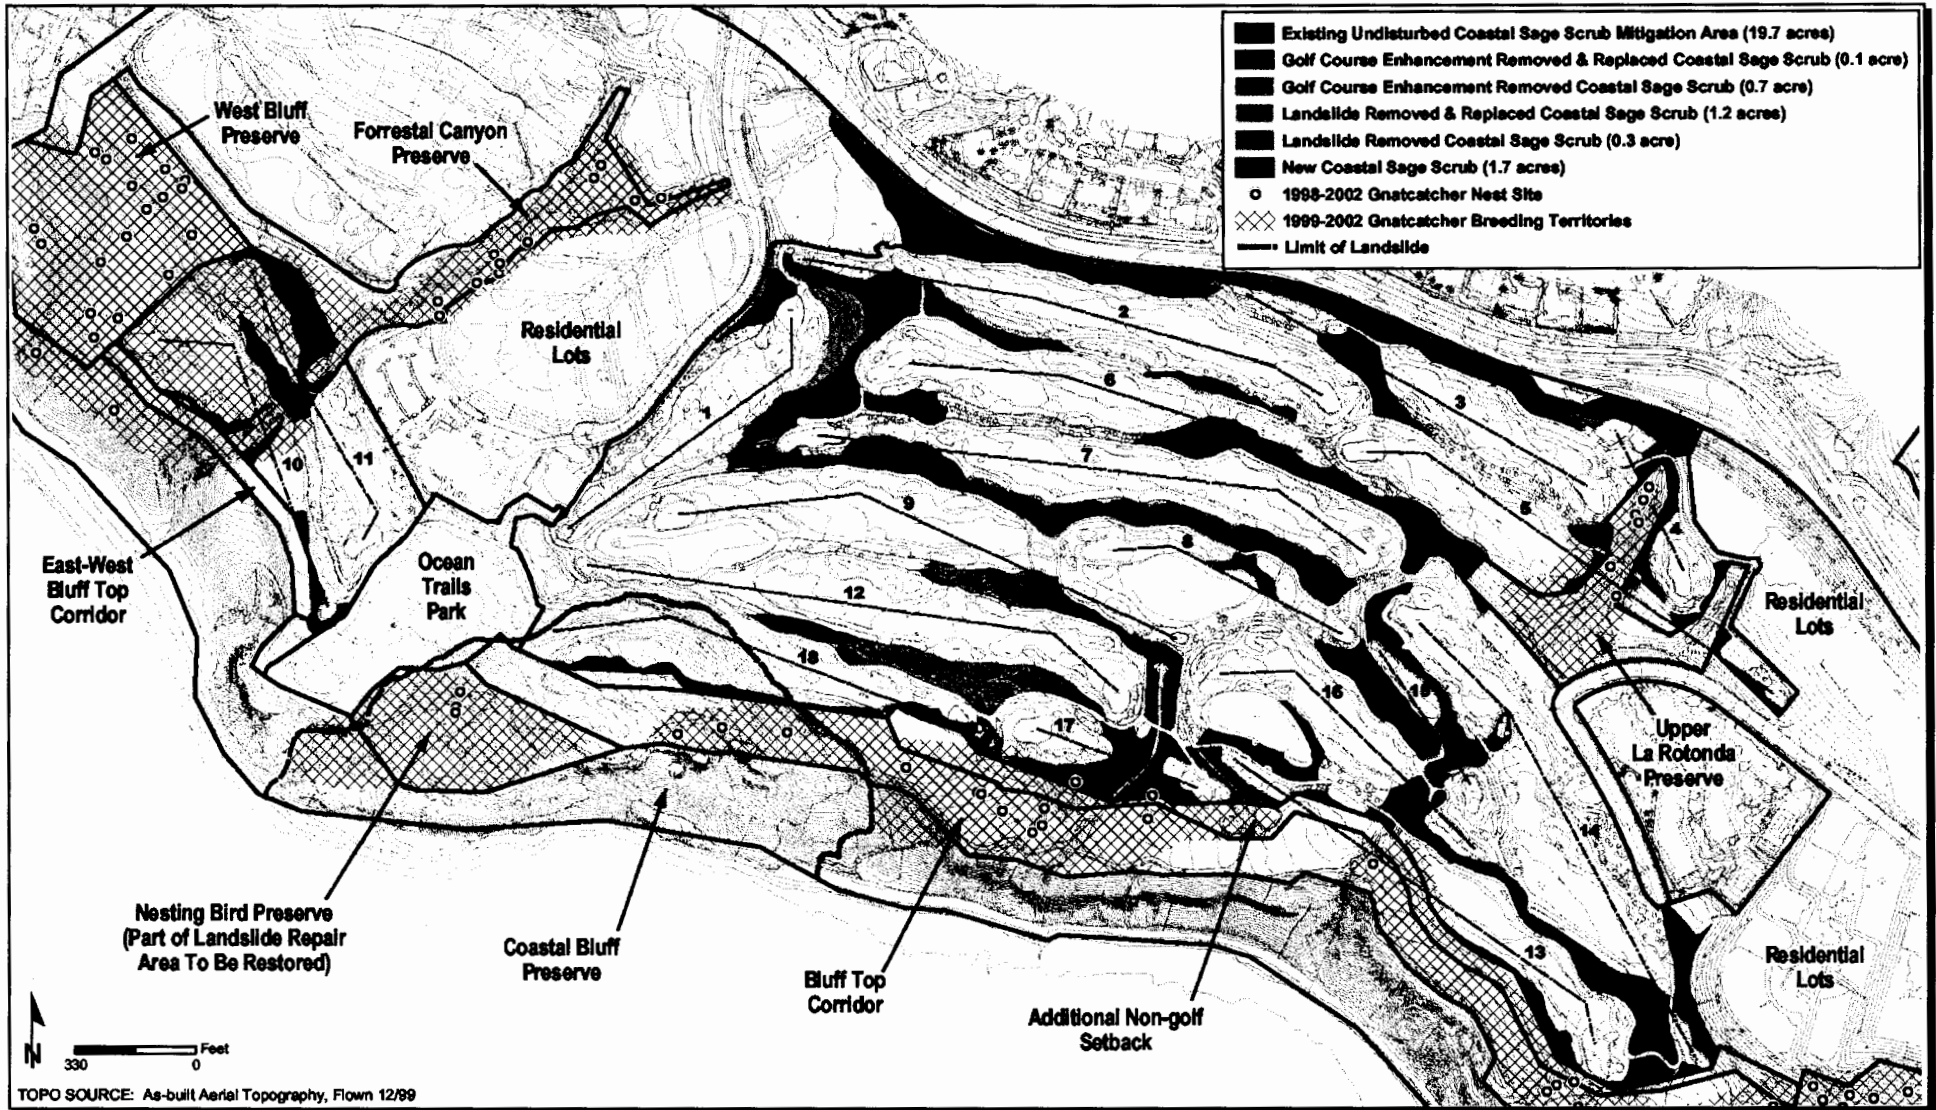 Existing Undisturbed Coastal Sage Scrub Mitigation Area (19.7 acres)
Golf Course Enhancement Removed & Replaced Coastal Sage Scrub (0.1 acre)
Golf Course Enhancement Removed Coastal Sage Scrub (0.7 acre)
Landslide Removed & Replaced Coastal Sage Scrub (1.2 acres)
Landslide Removed Coastal Sage Scrub (0.3 acre)
New Coastal Sage Scrub (1.7 acres)
1998-2002 Gnatcatcher Nest Site
1999-2002 Gnatcatcher Breeding Territories
Limit of Landslide
West Bluff
Preserve
Forrestal Canyon
Preserve
Residential
Lots
1
2
6
3
7
10
11
9
5
4
8
East-West
Bluff Top
Corridor
Ocean
Trails
Park
12
Residential
Lots
18
16
15
17
Upper
La Rotonda
Preserve
14
Nesting Bird Preserve
(Part of Landslide Repair
Area To Be Restored)
Coastal Bluff
Preserve
Bluff Top
Corridor
Additional Non-golf
Setback
13
Residential
Lots
N
Feet
330
0
TOPO SOURCE: As-built Aerial Topography, Flown 12/99